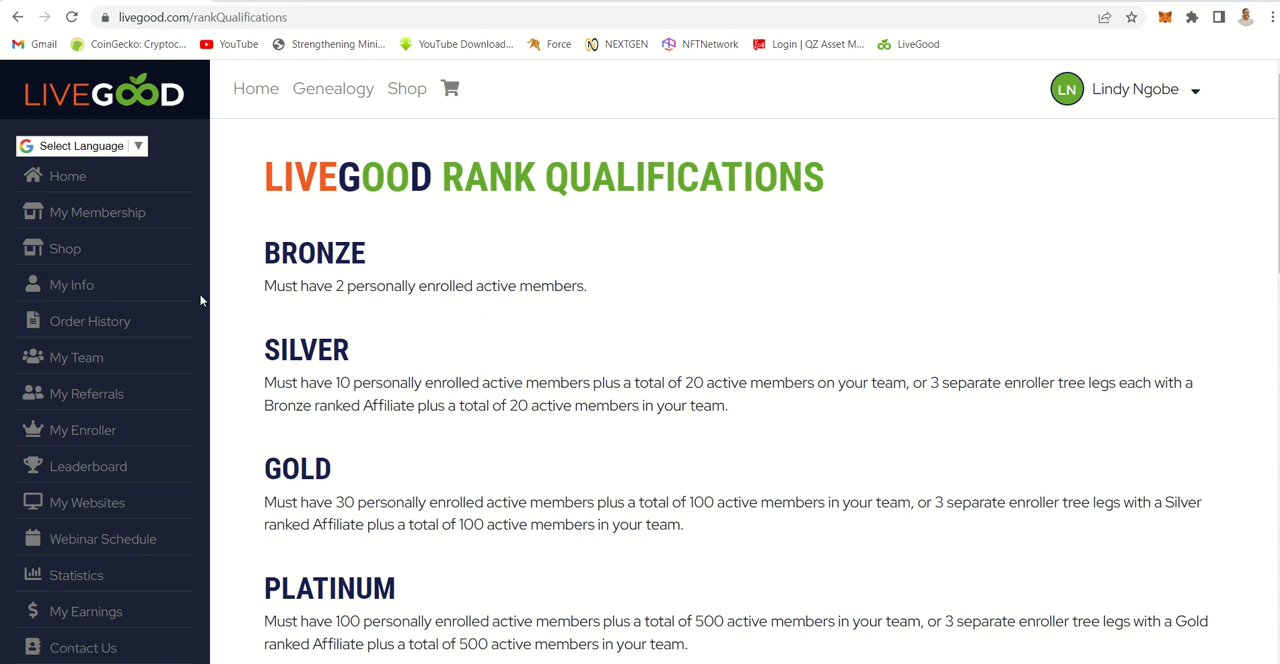 livegood.com/rankQualifications
Gmail CoinGecko: Cryptoc... YouTube Strengthening Mini... YouTube Download... Force NEXTGEN NFTNetwork Login | QZ Asset M... LiveGood
LIVEGOOD Home Genealogy Shop LN Lindy Ngobe
G Select Language ▼
Home
My Membership
Shop
My Info
Order History
My Team
My Referrals
My Enroller
Leaderboard
My Websites
Webinar Schedule
Statistics
My Earnings
Contact Us
LIVEGOOD RANK QUALIFICATIONS
BRONZE
Must have 2 personally enrolled active members.
SILVER
Must have 10 personally enrolled active members plus a total of 20 active members on your team, or 3 separate enroller tree legs each with a
Bronze ranked Affiliate plus a total of 20 active members in your team.
GOLD
Must have 30 personally enrolled active members plus a total of 100 active members in your team, or 3 separate enroller tree legs with a Silver
ranked Affiliate plus a total of 100 active members in your team.
PLATINUM
Must have 100 personally enrolled active members plus a total of 500 active members in your team, or 3 separate enroller tree legs with a Gold
ranked Affiliate plus a total of 500 active members in your team.